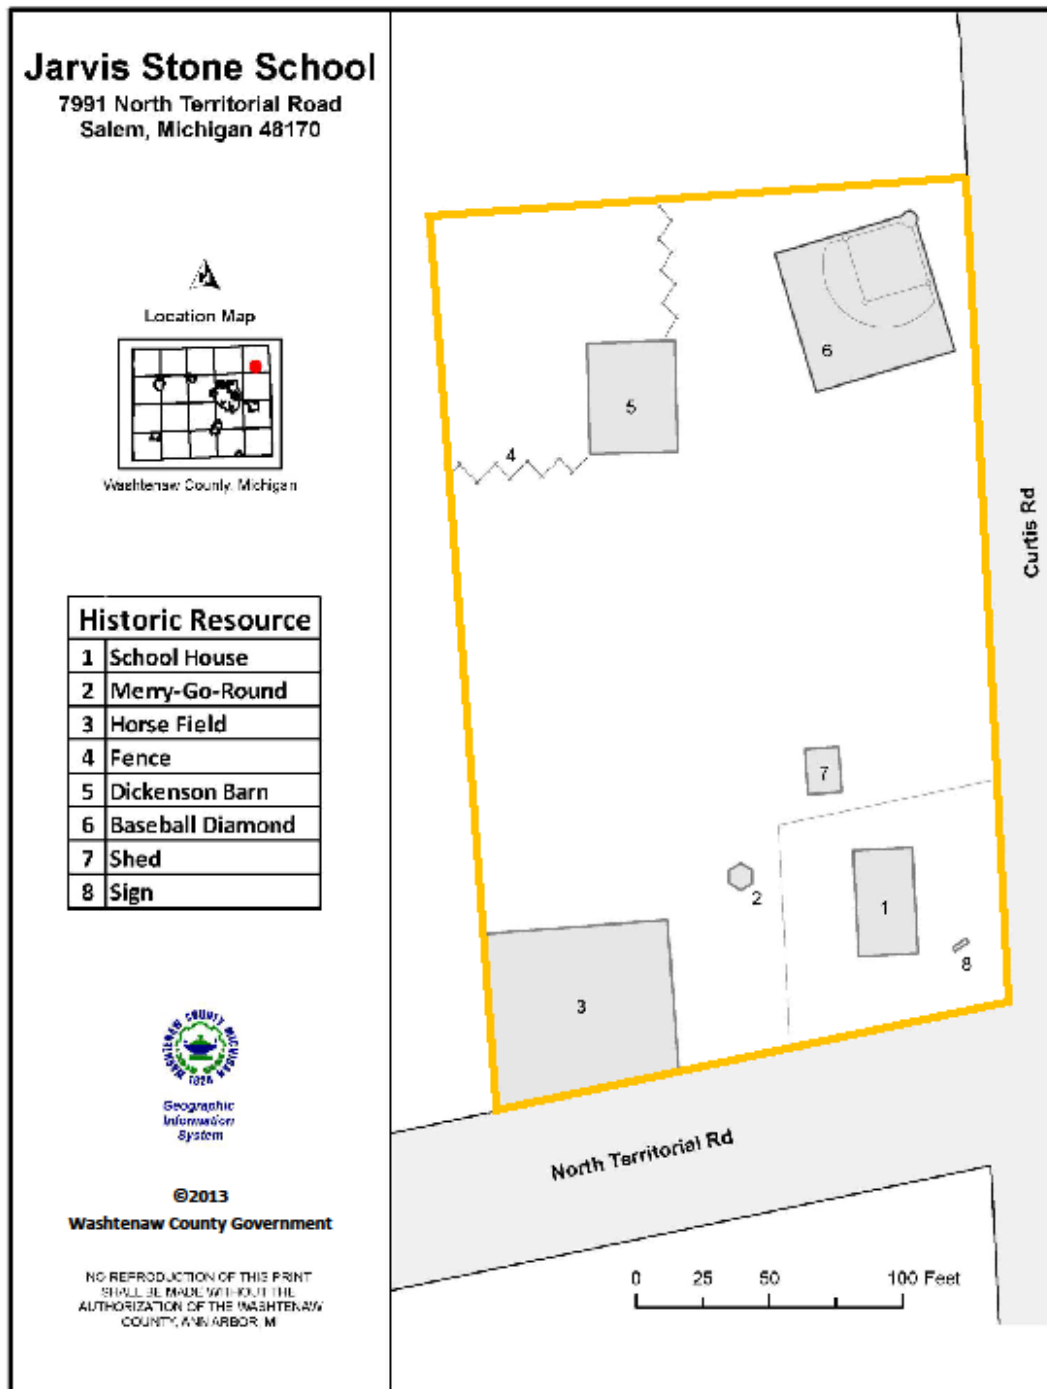 Jarvis Stone School
7991 North Territorial Road
Salem, Michigan 48170
N
Location Map
Washtenaw County, Michigan
Historic Resource
1 School House
2 Merry-Go-Round
3 Horse Field
4 Fence
5 Dickenson Barn
6 Baseball Diamond
7 Shed
8 Sign
WASHTENAW COUNTY MICHIGAN
1826
Geographic
Information
System
©2013
Washtenaw County Government
NO REPRODUCTION OF THIS PRINT
SHALL BE MADE WITHOUT THE
AUTHORIZATION OF THE WASHTENAW
COUNTY, ANN ARBOR, MI
6
5
4
Curtis Rd
7
2
1
8
3
North Territorial Rd
0 25 50 100 Feet